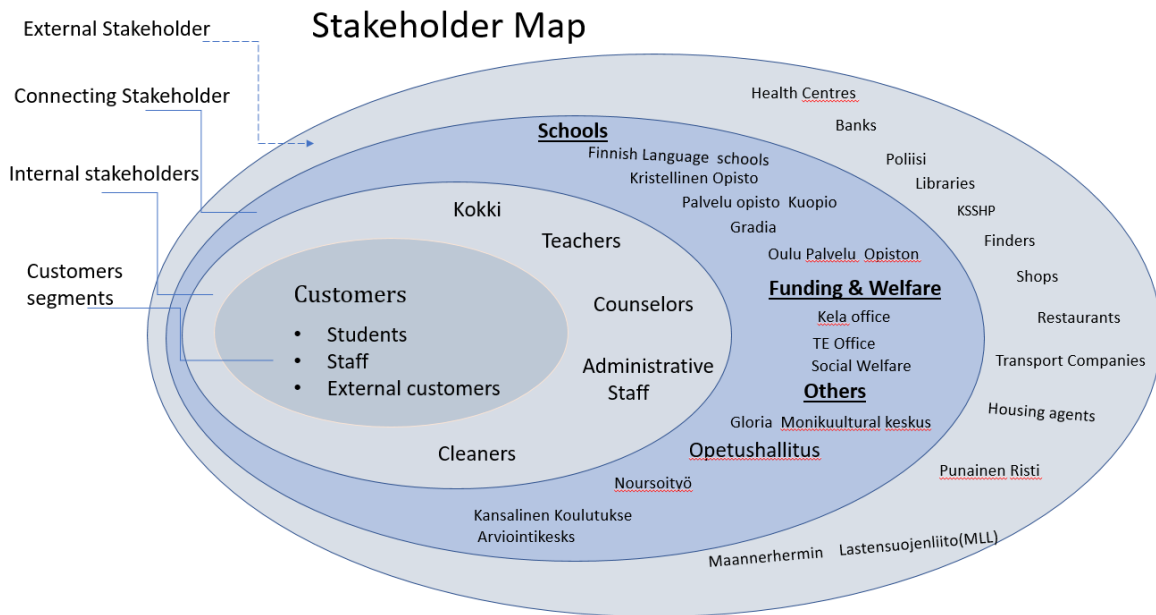 Stakeholder Map
External Stakeholder
Connecting Stakeholder
Internal stakeholders
Customers
segments
Customers
• Students
• Staff
• External customers
Kokki
Teachers
Counselors
Administrative
Staff
Cleaners
Schools
Finnish Language schools
Kristellinen Opisto
Palvelu opisto Kuopio
Gradia
Oulu Palvelu Opiston
Funding & Welfare
Kela office
TE Office
Social Welfare
Others
Gloria Monikuultural keskus
Opetushallitus
Noursoityö
Kansalinen Koulutukse
Arviointikesks
Health Centres
Banks
Poliisi
Libraries
KSSHP
Finders
Shops
Restaurants
Transport Companies
Housing agents
Punainen Risti
Maannerhermin Lastensuojenliito(MLL)